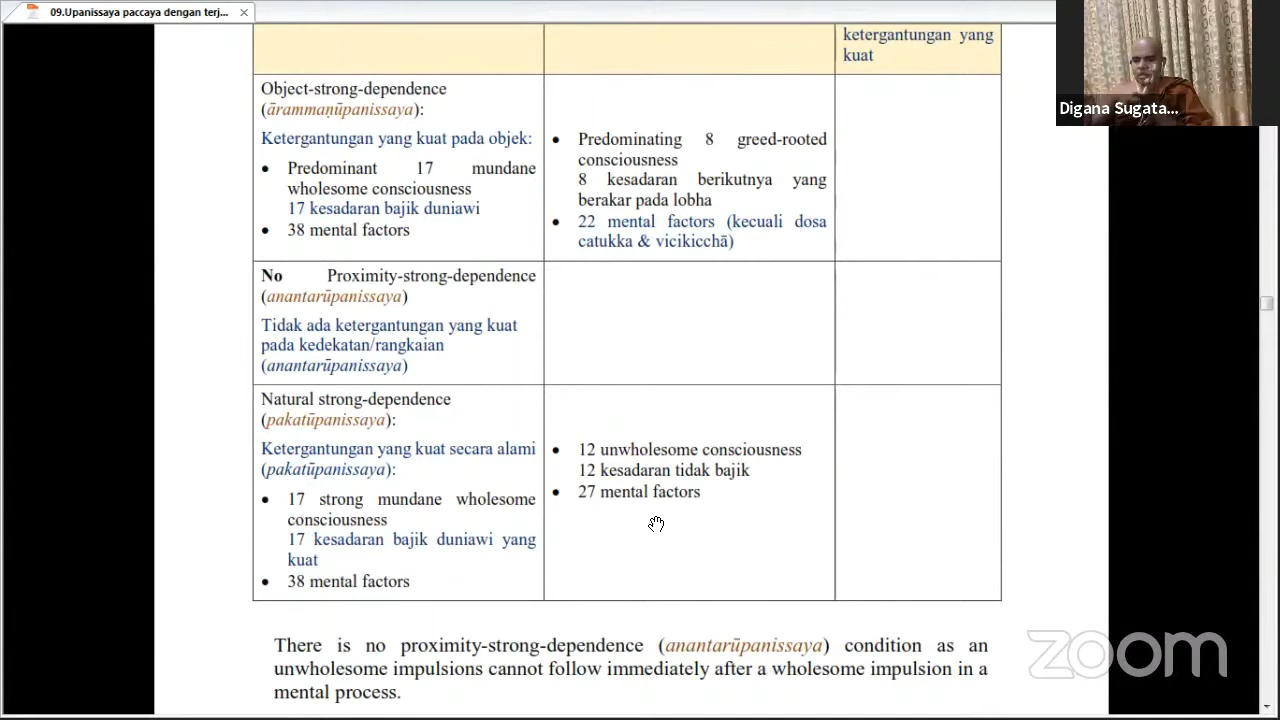 09.Upanissaya paccaya dengan terj...
ketergantungan yang
kuat
Object-strong-dependence
(ārammaṇūpanissaya):
Ketergantungan yang kuat pada objek:
• Predominant 17 mundane
wholesome consciousness
17 kesadaran bajik duniawi
• 38 mental factors
• Predominating 8 greed-rooted
consciousness
8 kesadaran berikutnya yang
berakar pada lobha
• 22 mental factors (kecuali dosa
catukka & vicikicchā)
No Proximity-strong-dependence
(anantarūpanissaya)
Tidak ada ketergantungan yang kuat
pada kedekatan/rangkaian
(anantarūpanissaya)
Natural strong-dependence
(pakatūpanissaya):
Ketergantungan yang kuat secara alami
(pakatūpanissaya):
• 17 strong mundane wholesome
consciousness
17 kesadaran bajik duniawi yang
kuat
• 38 mental factors
• 12 unwholesome consciousness
12 kesadaran tidak bajik
• 27 mental factors
There is no proximity-strong-dependence (anantarūpanissaya) condition as an
unwholesome impulsions cannot follow immediately after a wholesome impulsion in a
mental process.
Digana Sugata...
zoom